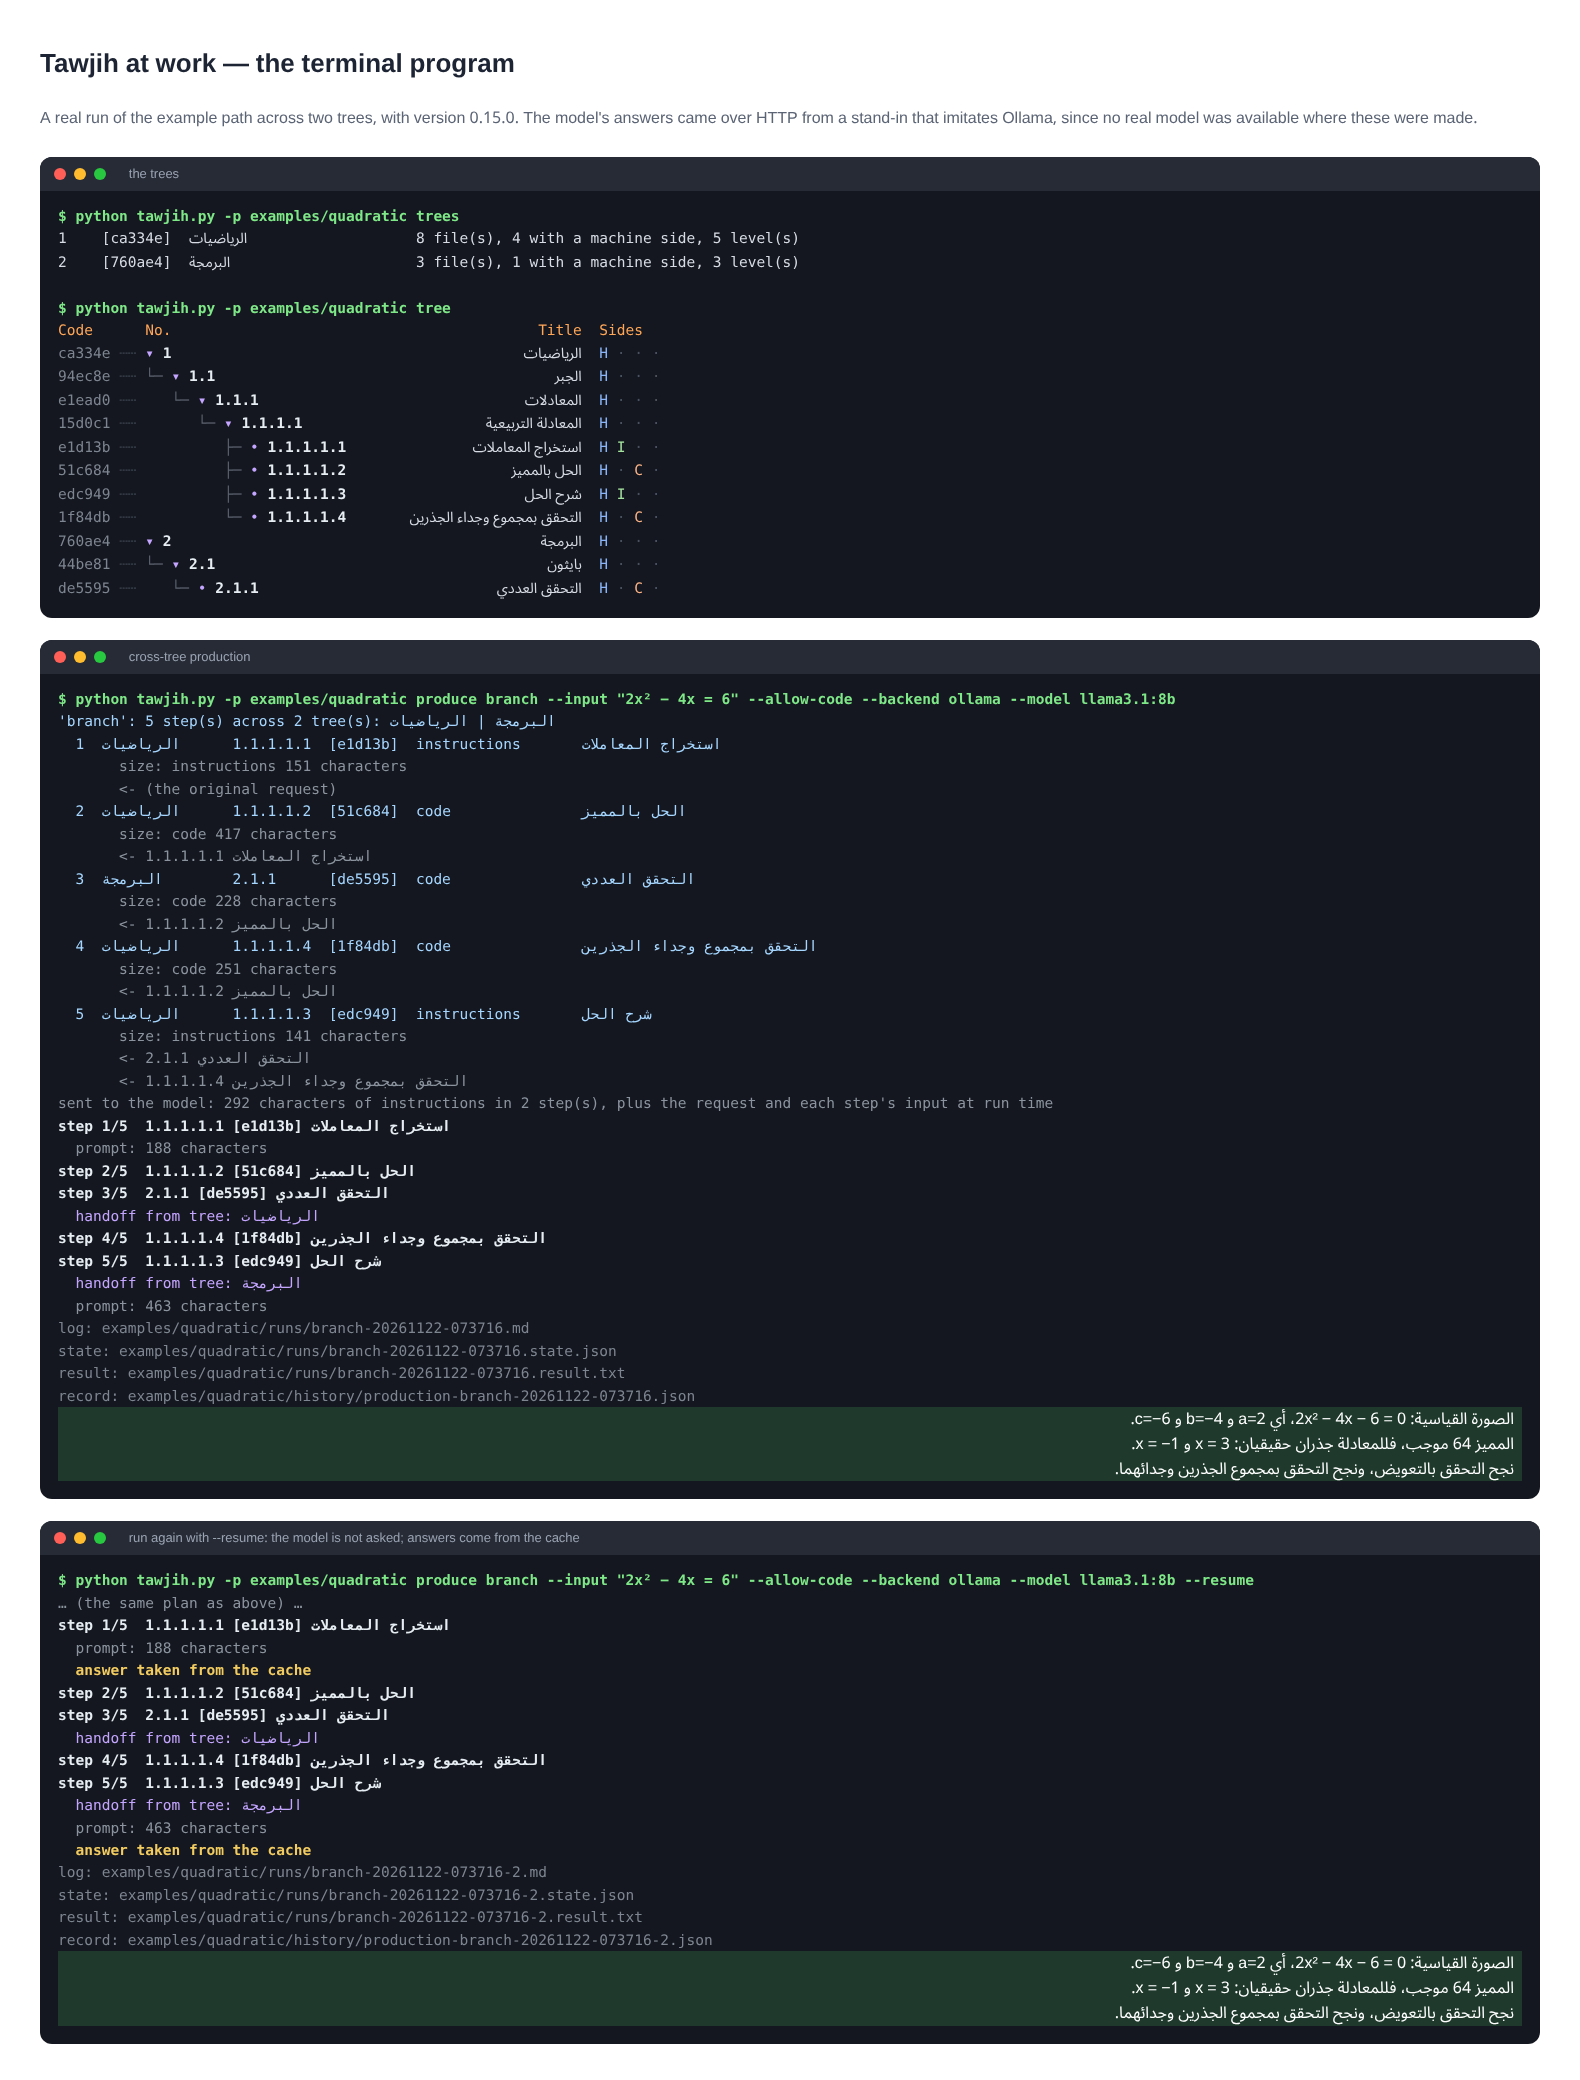 Tawjih at work — the terminal program
A real run of the example path across two trees, with version 0.15.0. The model's answers came over HTTP from a stand-in that imitates Ollama, since no real model was available where these were made.
the trees
$ python tawjih.py -p examples/quadratic trees
1    [ca334e]  الرياضيات    8 file(s), 4 with a machine side, 5 level(s)
2    [760ae4]  البرمجة    3 file(s), 1 with a machine side, 3 level(s)
$ python tawjih.py -p examples/quadratic tree
Code      No.      Title  Sides
ca334e ── ▾ 1      الرياضيات  H · · ·
94ec8e ── └─ ▾ 1.1      الجبر  H · · ·
e1ead0 ──    └─ ▾ 1.1.1      المعادلات  H · · ·
15d0c1 ──       └─ ▾ 1.1.1.1      المعادلة التربيعية  H · · ·
e1d13b ──          ├─ • 1.1.1.1.1      استخراج المعاملات  H I · ·
51c684 ──          ├─ • 1.1.1.1.2      الحل بالمميز  H · C ·
edc949 ──          ├─ • 1.1.1.1.3      شرح الحل  H I · ·
1f84db ──          └─ • 1.1.1.1.4      التحقق بمجموع وجداء الجذرين  H · C ·
760ae4 ── ▾ 2      البرمجة  H · · ·
44be81 ── └─ ▾ 2.1      بايثون  H · · ·
de5595 ──    └─ • 2.1.1      التحقق العددي  H · C ·
cross-tree production
$ python tawjih.py -p examples/quadratic produce branch --input "2x² − 4x = 6" --allow-code --backend ollama --model llama3.1:8b
'branch': 5 step(s) across 2 tree(s): الرياضيات | البرمجة
1  الرياضيات      1.1.1.1.1  [e1d13b]  instructions       استخراج المعاملات
size: instructions 151 characters
<- (the original request)
2  الرياضيات      1.1.1.1.2  [51c684]  code       الحل بالمميز
size: code 417 characters
<- 1.1.1.1.1 استخراج المعاملات
3  البرمجة      2.1.1      [de5595]  code       التحقق العددي
size: code 228 characters
<- 1.1.1.1.2 الحل بالمميز
4  الرياضيات      1.1.1.1.4  [1f84db]  code       التحقق بمجموع وجداء الجذرين
size: code 251 characters
<- 1.1.1.1.2 الحل بالمميز
5  الرياضيات      1.1.1.1.3  [edc949]  instructions       شرح الحل
size: instructions 141 characters
<- 2.1.1 التحقق العددي
<- 1.1.1.1.4 التحقق بمجموع وجداء الجذرين
sent to the model: 292 characters of instructions in 2 step(s), plus the request and each step's input at run time
step 1/5  1.1.1.1.1 [e1d13b] استخراج المعاملات
prompt: 188 characters
step 2/5  1.1.1.1.2 [51c684] الحل بالمميز
step 3/5  2.1.1 [de5595] التحقق العددي
handoff from tree: الرياضيات
step 4/5  1.1.1.1.4 [1f84db] التحقق بمجموع وجداء الجذرين
step 5/5  1.1.1.1.3 [edc949] شرح الحل
handoff from tree: البرمجة
prompt: 463 characters
log: examples/quadratic/runs/branch-20261122-073716.md
state: examples/quadratic/runs/branch-20261122-073716.state.json
result: examples/quadratic/runs/branch-20261122-073716.result.txt
record: examples/quadratic/history/production-branch-20261122-073716.json
الصورة القياسية: 2x² − 4x − 6 = 0، أي a=2 و b=−4 و c=−6.
المميز 64 موجب، فللمعادلة جذران حقيقيان: x = 3 و x = −1.
نجح التحقق بالتعويض، ونجح التحقق بمجموع الجذرين وجدائهما.
run again with --resume: the model is not asked; answers come from the cache
$ python tawjih.py -p examples/quadratic produce branch --input "2x² − 4x = 6" --allow-code --backend ollama --model llama3.1:8b --resume
… (the same plan as above) …
step 1/5  1.1.1.1.1 [e1d13b] استخراج المعاملات
prompt: 188 characters
answer taken from the cache
step 2/5  1.1.1.1.2 [51c684] الحل بالمميز
step 3/5  2.1.1 [de5595] التحقق العددي
handoff from tree: الرياضيات
step 4/5  1.1.1.1.4 [1f84db] التحقق بمجموع وجداء الجذرين
step 5/5  1.1.1.1.3 [edc949] شرح الحل
handoff from tree: البرمجة
prompt: 463 characters
answer taken from the cache
log: examples/quadratic/runs/branch-20261122-073716-2.md
state: examples/quadratic/runs/branch-20261122-073716-2.state.json
result: examples/quadratic/runs/branch-20261122-073716-2.result.txt
record: examples/quadratic/history/production-branch-20261122-073716-2.json
الصورة القياسية: 2x² − 4x − 6 = 0، أي a=2 و b=−4 و c=−6.
المميز 64 موجب، فللمعادلة جذران حقيقيان: x = 3 و x = −1.
نجح التحقق بالتعويض، ونجح التحقق بمجموع الجذرين وجدائهما.